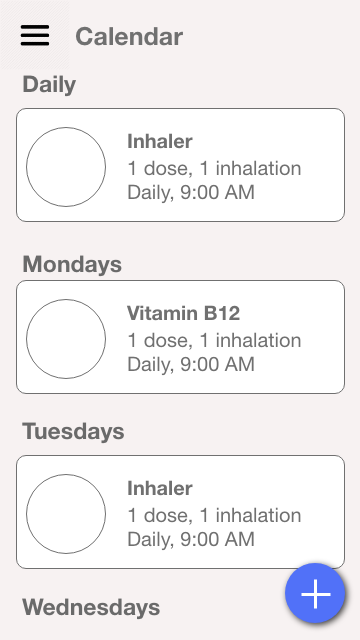 Calendar
Daily
Inhaler
1 dose, 1 inhalation
Daily, 9:00 AM
Mondays
Vitamin B12
1 dose, 1 inhalation
Daily, 9:00 AM
Tuesdays
Inhaler
1 dose, 1 inhalation
Daily, 9:00 AM
Wednesdays